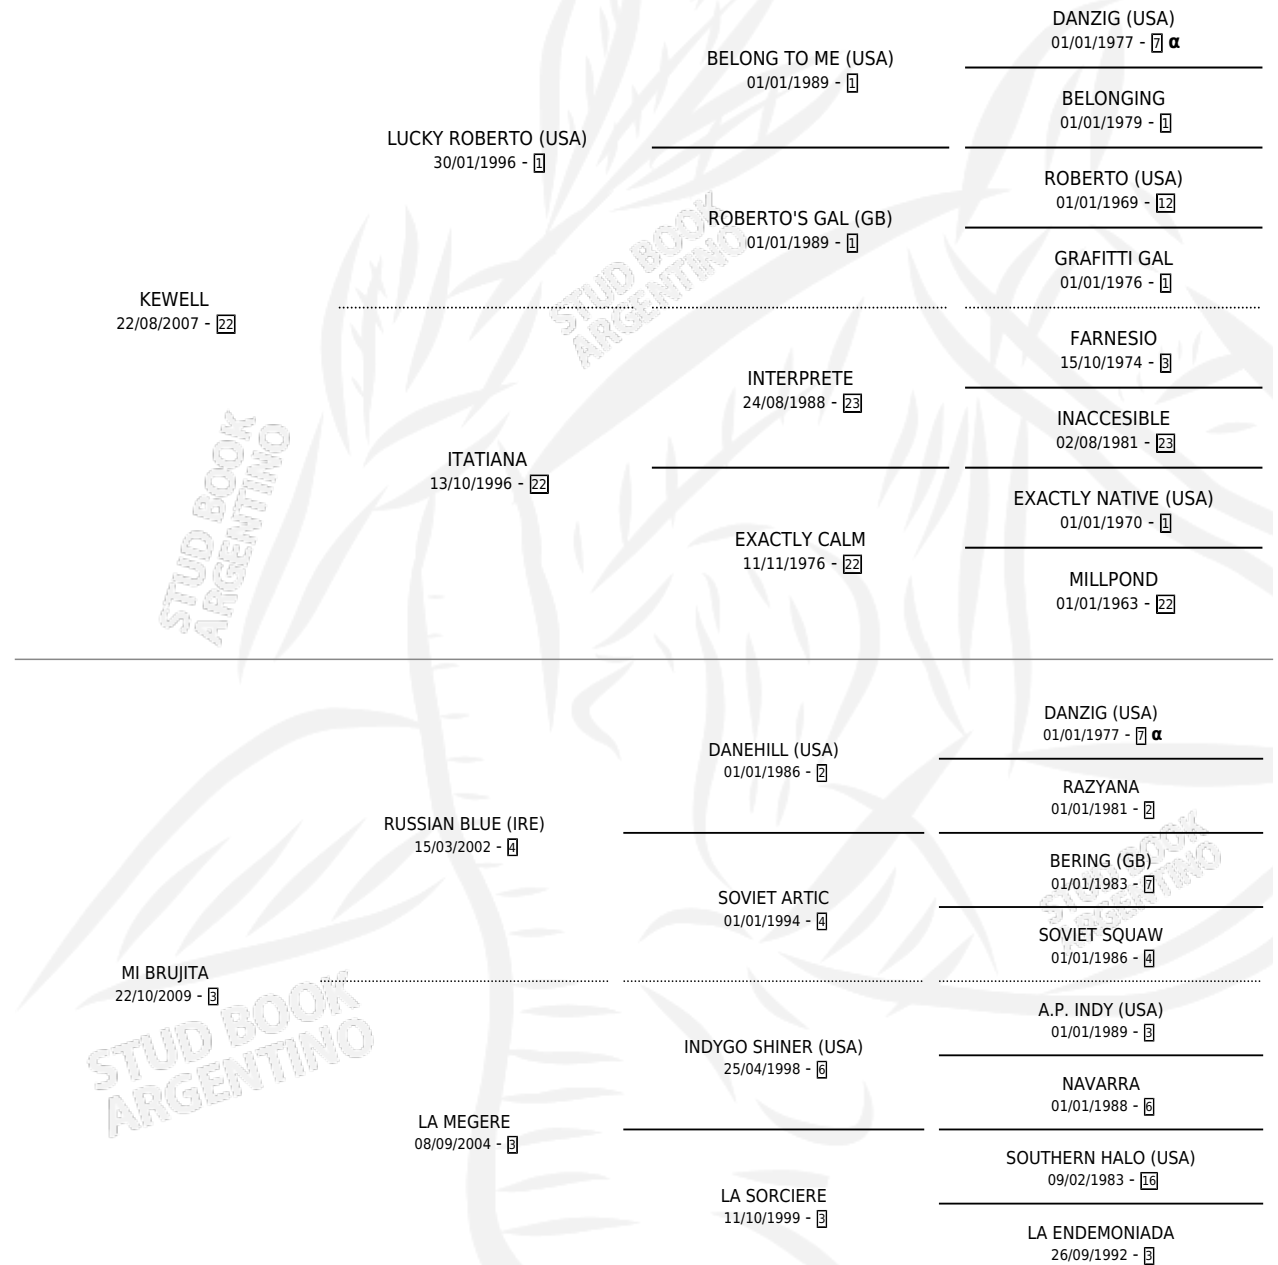 DANZIG (USA)
01/01/1977 - 7 α
BELONG TO ME (USA)
01/01/1989 - 1
BELONGING
01/01/1979 - 1
LUCKY ROBERTO (USA)
30/01/1996 - 1
ROBERTO (USA)
01/01/1969 - 12
ROBERTO'S GAL (GB)
01/01/1989 - 1
GRAFITTI GAL
01/01/1976 - 1
KEWELL
22/08/2007 - 22
FARNESIO
15/10/1974 - 3
INTERPRETE
24/08/1988 - 23
INACCESIBLE
02/08/1981 - 23
ITATIANA
13/10/1996 - 22
EXACTLY NATIVE (USA)
01/01/1970 - 1
EXACTLY CALM
11/11/1976 - 22
MILLPOND
01/01/1963 - 22
DANZIG (USA)
01/01/1977 - 7 α
DANEHILL (USA)
01/01/1986 - 2
RAZYANA
01/01/1981 - 2
RUSSIAN BLUE (IRE)
15/03/2002 - 4
BERING (GB)
01/01/1983 - 7
SOVIET ARTIC
01/01/1994 - 4
SOVIET SQUAW
01/01/1986 - 4
MI BRUJITA
22/10/2009 - 3
A.P. INDY (USA)
01/01/1989 - 3
INDYGO SHINER (USA)
25/04/1998 - 6
NAVARRA
01/01/1988 - 6
LA MEGERE
08/09/2004 - 3
SOUTHERN HALO (USA)
09/02/1983 - 16
LA SORCIERE
11/10/1999 - 3
LA ENDEMONIADA
26/09/1992 - 3
STUD BOOK
ARGENTINO
STUD BOOK
ARGENTINO
STUD BOOK
ARGENTINO
STUD BOOK
ARGENTINO